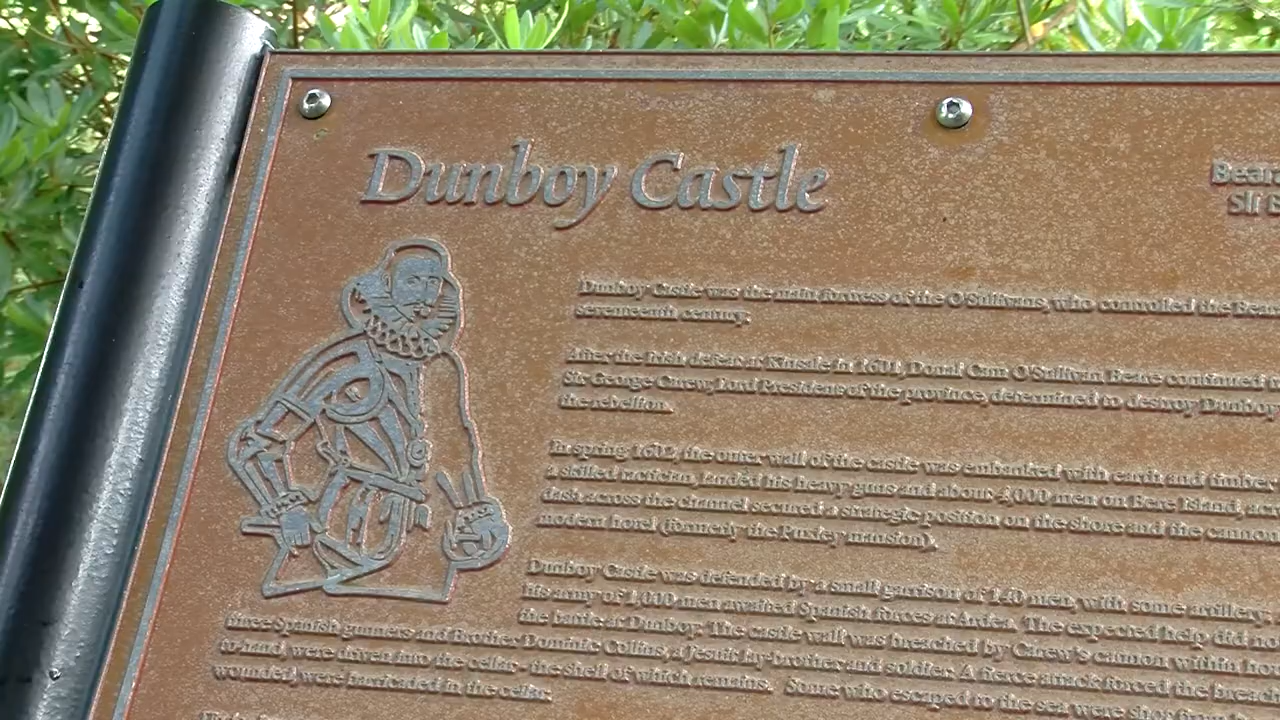 Dunboy Castle
Beara
Sir
Dunboy Castle was the main fortress of the O'Sullivans, who controlled the Bear
seventeenth century.
After the Irish defeat at Kinsale in 1601, Donal Cam O'Sullivan Beare continued
Sir George Carew, Lord President of the province, determined to destroy Dunboy
the rebellion.
In spring 1602, the outer wall of the castle was embanked with earth and timber.
a skilled tactician, landed his heavy guns and about 4,000 men on Bere Island, acr
dash across the channel secured a strategic position on the shore and the cannon
modern hotel (formerly the Puxley mansion).
Dunboy Castle was defended by a small garrison of 140 men, with some artillery,
his army of 1,000 men awaited Spanish forces at Ardea. The expected help did no
the battle at Dunboy. The castle wall was breached by Carew's cannon within hou
three Spanish gunners and Brother Dominic Collins, a Jesuit lay-brother and soldier. A fierce attack forced the breach
to-hand, were driven into the cellar- the shell of which remains. Some who escaped to the sea were shot
wounded, were barricaded in the cellar.